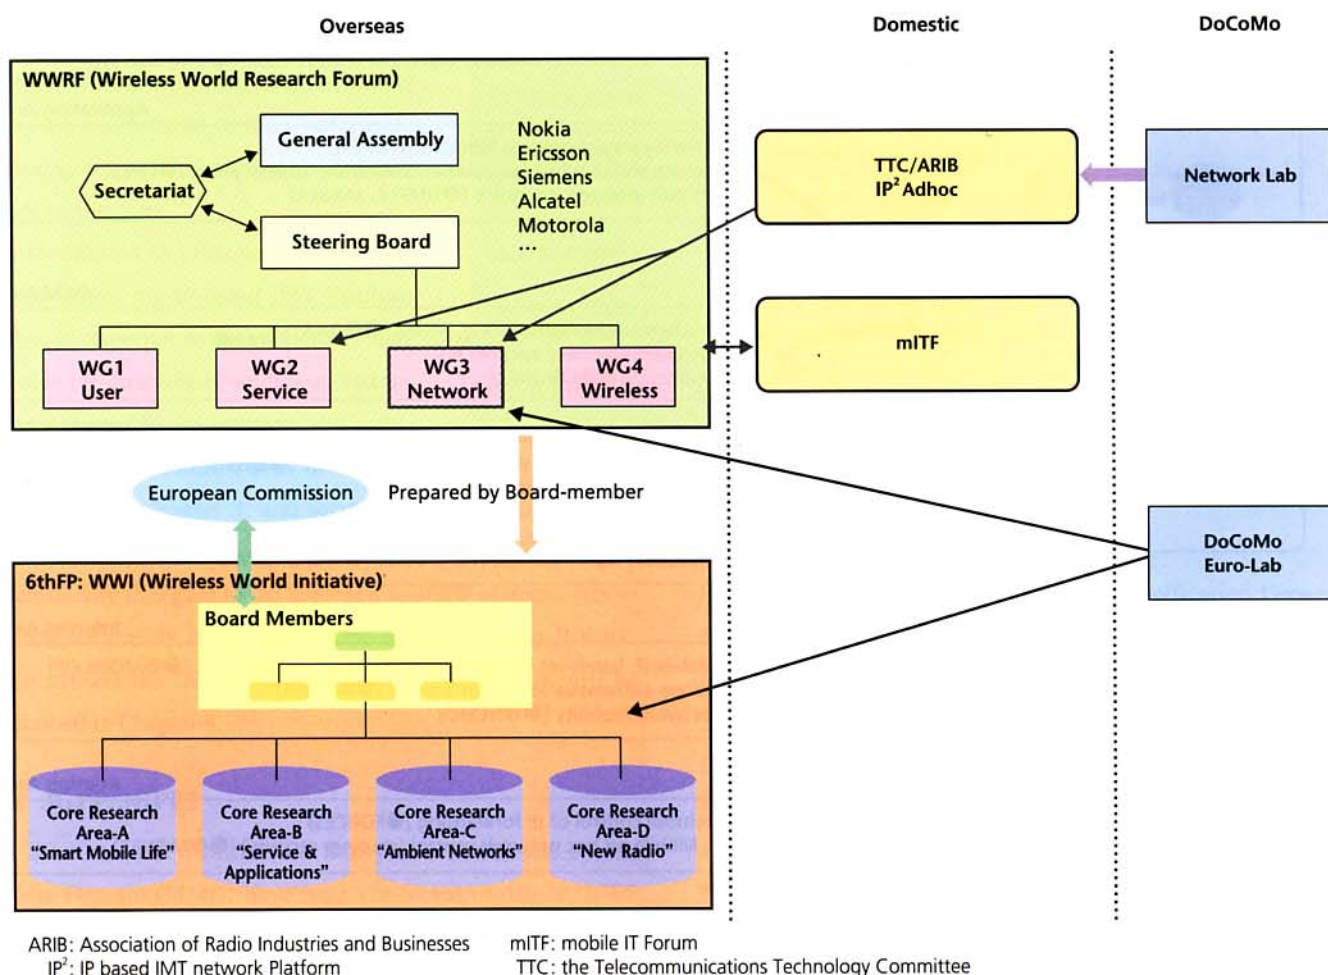 Overseas
Domestic
DoCoMo
WWRF (Wireless World Research Forum)
General Assembly
Secretariat
Steering Board
Nokia
Ericsson
Siemens
Alcatel
Motorola
...
TTC/ARIB
IP² Adhoc
Network Lab
mITF
WG1
User
WG2
Service
WG3
Network
WG4
Wireless
European Commission
Prepared by Board-member
DoCoMo
Euro-Lab
6thFP: WWI (Wireless World Initiative)
Board Members
Core Research
Area-A
“Smart Mobile Life”
Core Research
Area-B
“Service &
Applications”
Core Research
Area-C
“Ambient Networks”
Core Research
Area-D
“New Radio”
ARIB: Association of Radio Industries and Businesses
IP²: IP based IMT network Platform
mITF: mobile IT Forum
TTC: the Telecommunications Technology Committee